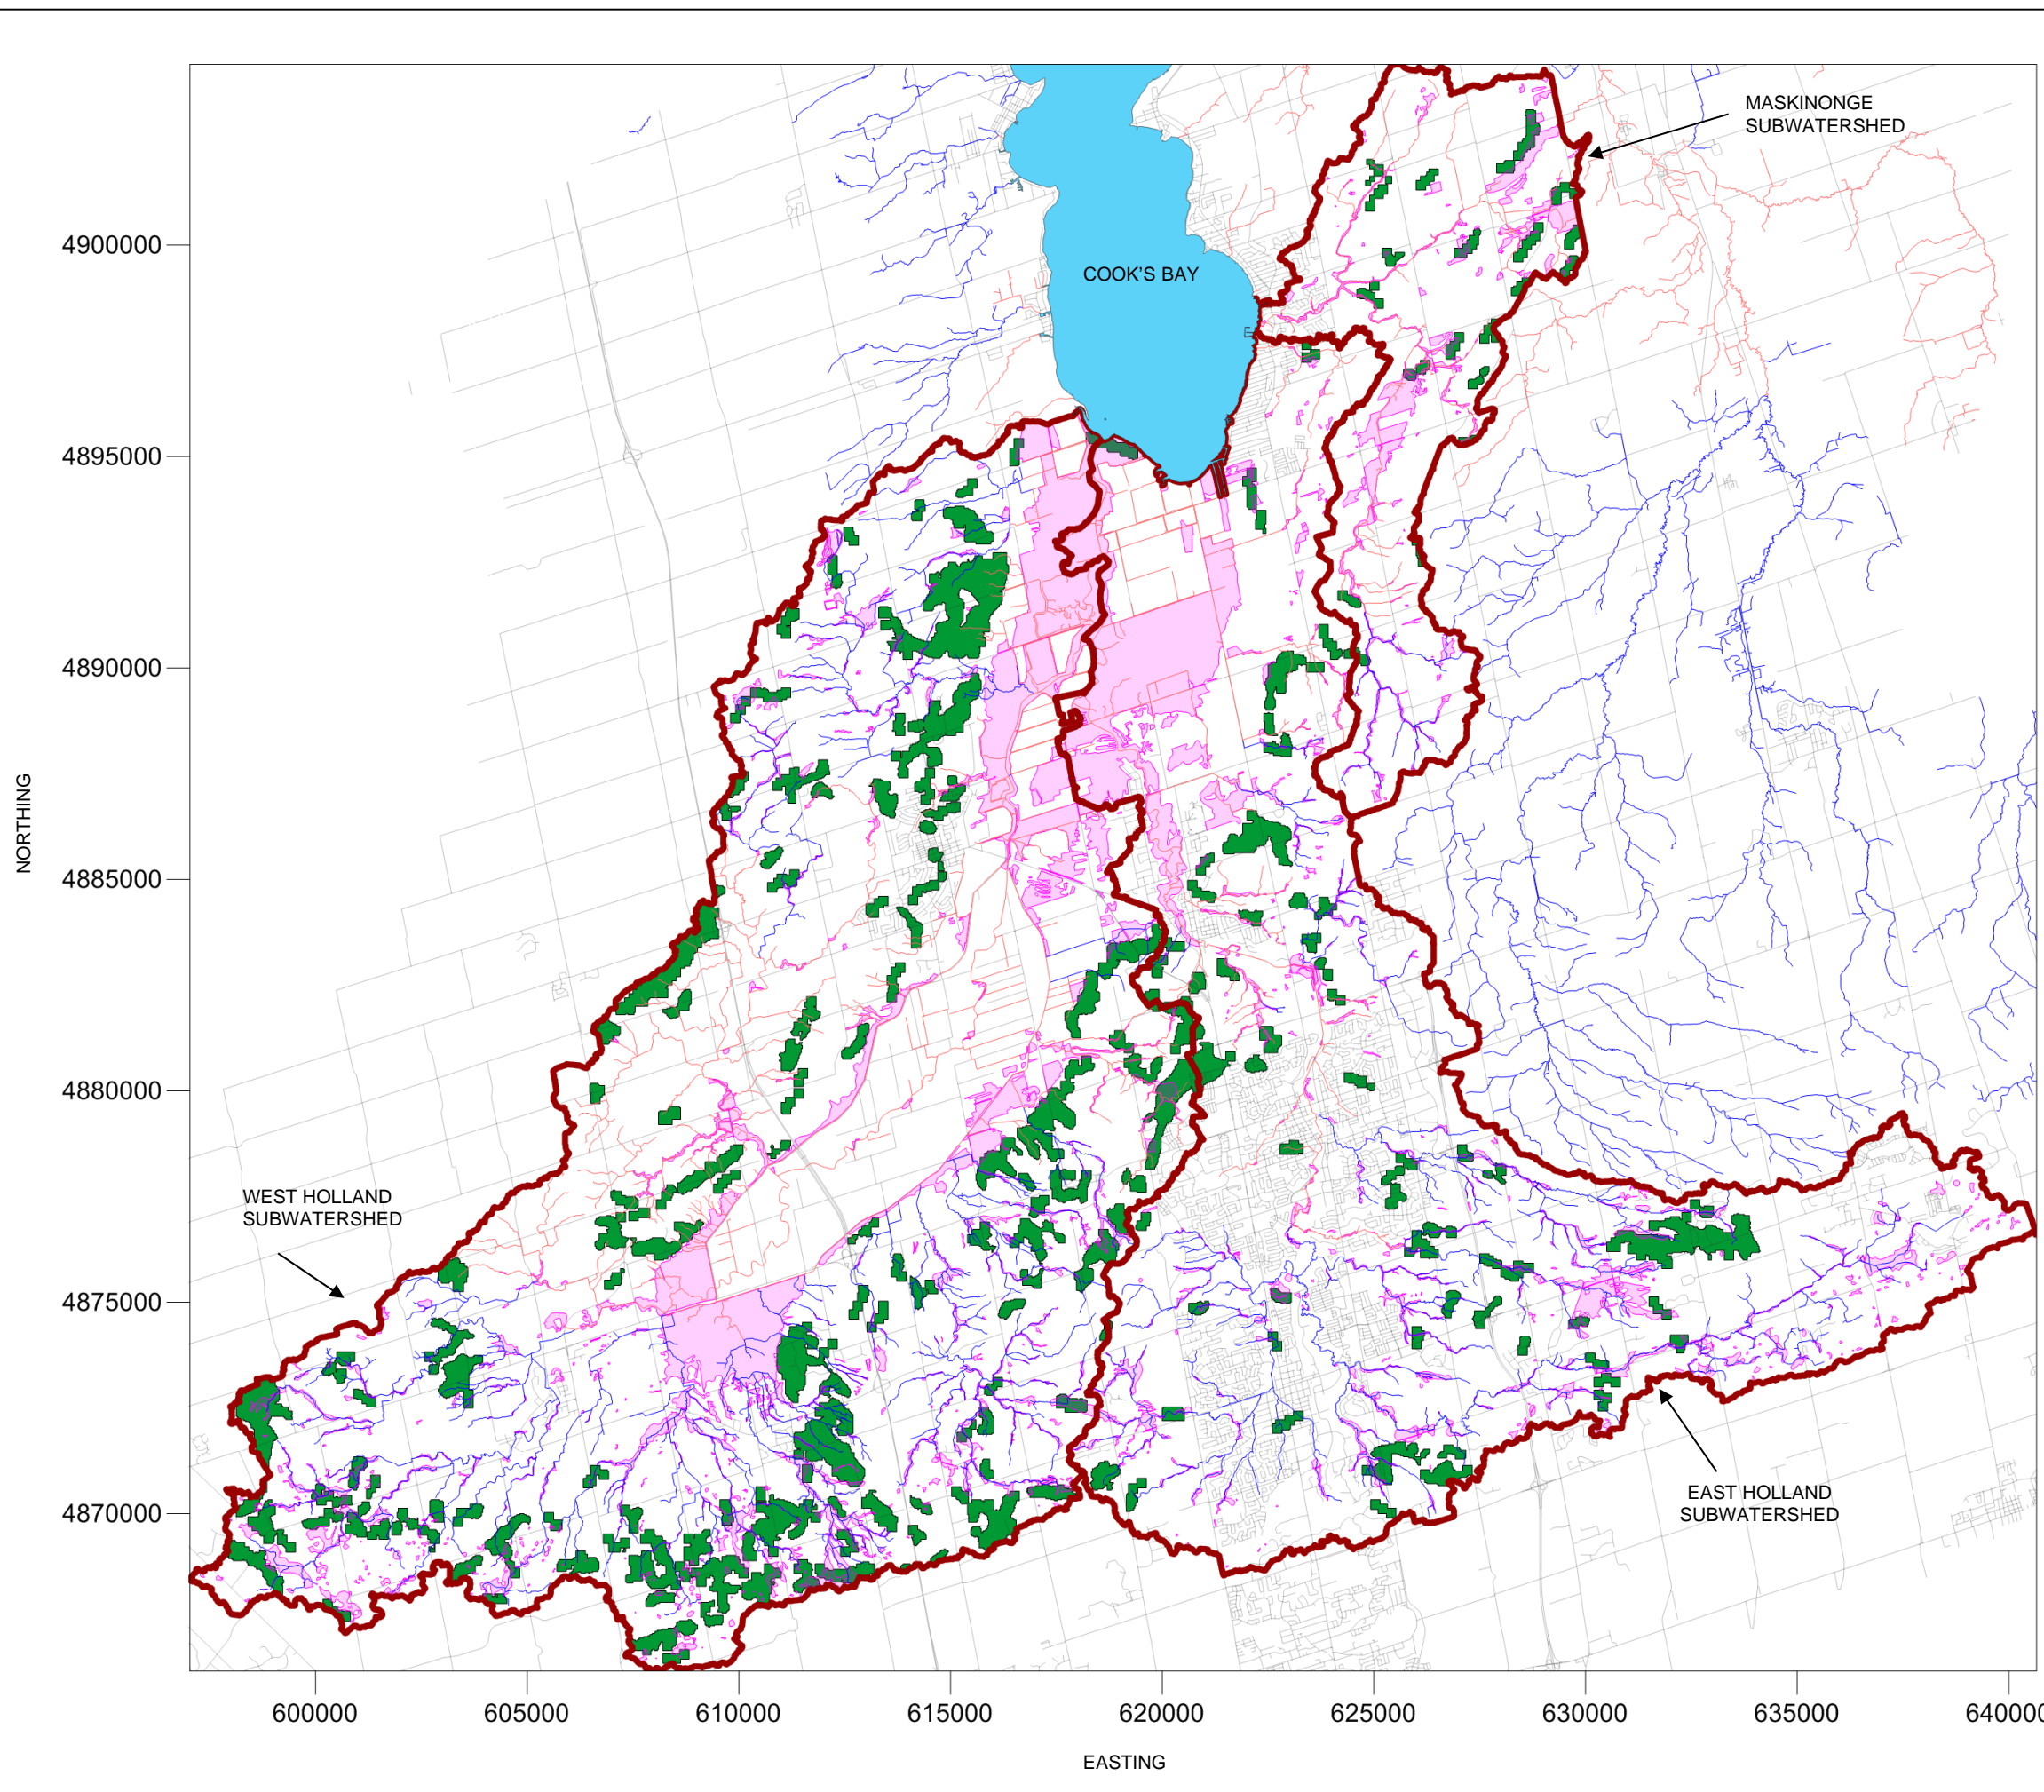 MASKINONGE
SUBWATERSHED
COOK'S BAY
4900000
4895000
4890000
4885000
4880000
4875000
4870000
NORTHING
WEST HOLLAND
SUBWATERSHED
EAST HOLLAND
SUBWATERSHED
600000 605000 610000 615000 620000 625000 630000 635000 640000
EASTING